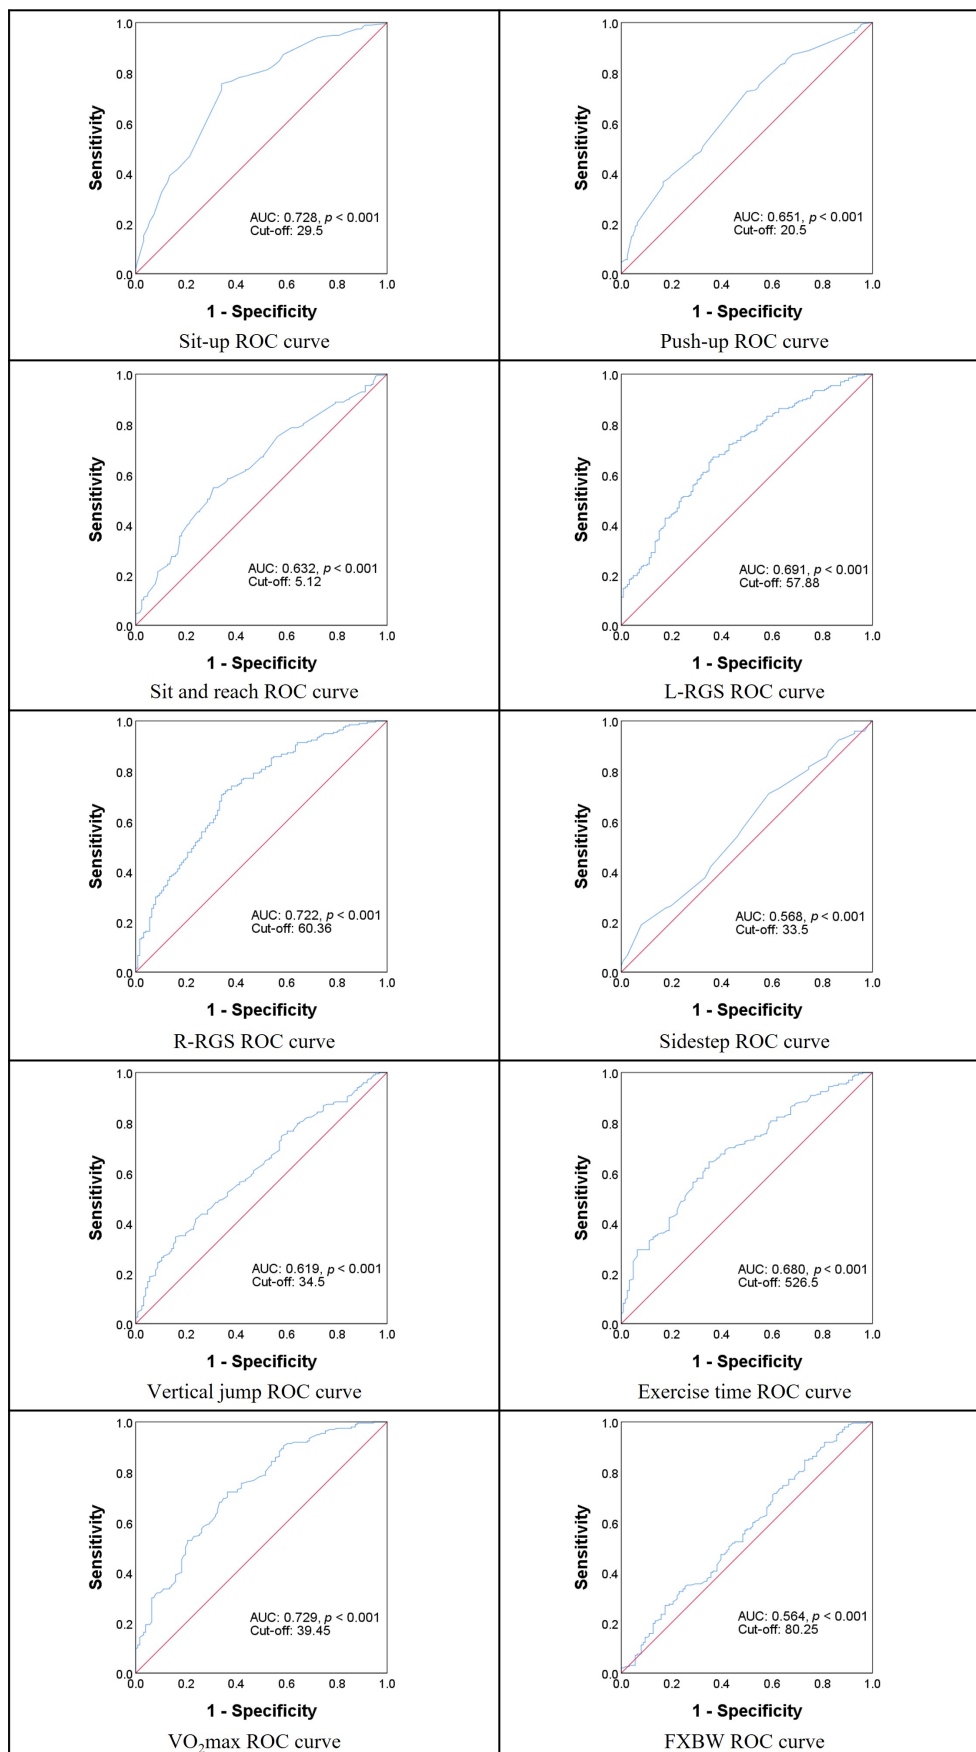 1.0
0.8
0.6
0.4
0.2
0.0
Sensitivity
AUC: 0.728, p < 0.001
Cut-off: 29.5
0.0 0.2 0.4 0.6 0.8 1.0
1 - Specificity
Sit-up ROC curve
1.0
0.8
0.6
0.4
0.2
0.0
Sensitivity
AUC: 0.651, p < 0.001
Cut-off: 20.5
0.0 0.2 0.4 0.6 0.8 1.0
1 - Specificity
Push-up ROC curve
1.0
0.8
0.6
0.4
0.2
0.0
Sensitivity
AUC: 0.632, p < 0.001
Cut-off: 5.12
0.0 0.2 0.4 0.6 0.8 1.0
1 - Specificity
Sit and reach ROC curve
1.0
0.8
0.6
0.4
0.2
0.0
Sensitivity
AUC: 0.691, p < 0.001
Cut-off: 57.88
0.0 0.2 0.4 0.6 0.8 1.0
1 - Specificity
L-RGS ROC curve
1.0
0.8
0.6
0.4
0.2
0.0
Sensitivity
AUC: 0.722, p < 0.001
Cut-off: 60.36
0.0 0.2 0.4 0.6 0.8 1.0
1 - Specificity
R-RGS ROC curve
1.0
0.8
0.6
0.4
0.2
0.0
Sensitivity
AUC: 0.568, p < 0.001
Cut-off: 33.5
0.0 0.2 0.4 0.6 0.8 1.0
1 - Specificity
Sidestep ROC curve
1.0
0.8
0.6
0.4
0.2
0.0
Sensitivity
AUC: 0.619, p < 0.001
Cut-off: 34.5
0.0 0.2 0.4 0.6 0.8 1.0
1 - Specificity
Vertical jump ROC curve
1.0
0.8
0.6
0.4
0.2
0.0
Sensitivity
AUC: 0.680, p < 0.001
Cut-off: 526.5
0.0 0.2 0.4 0.6 0.8 1.0
1 - Specificity
Exercise time ROC curve
1.0
0.8
0.6
0.4
0.2
0.0
Sensitivity
AUC: 0.729, p < 0.001
Cut-off: 39.45
0.0 0.2 0.4 0.6 0.8 1.0
1 - Specificity
VO₂max ROC curve
1.0
0.8
0.6
0.4
0.2
0.0
Sensitivity
AUC: 0.564, p < 0.001
Cut-off: 80.25
0.0 0.2 0.4 0.6 0.8 1.0
1 - Specificity
FXBW ROC curve